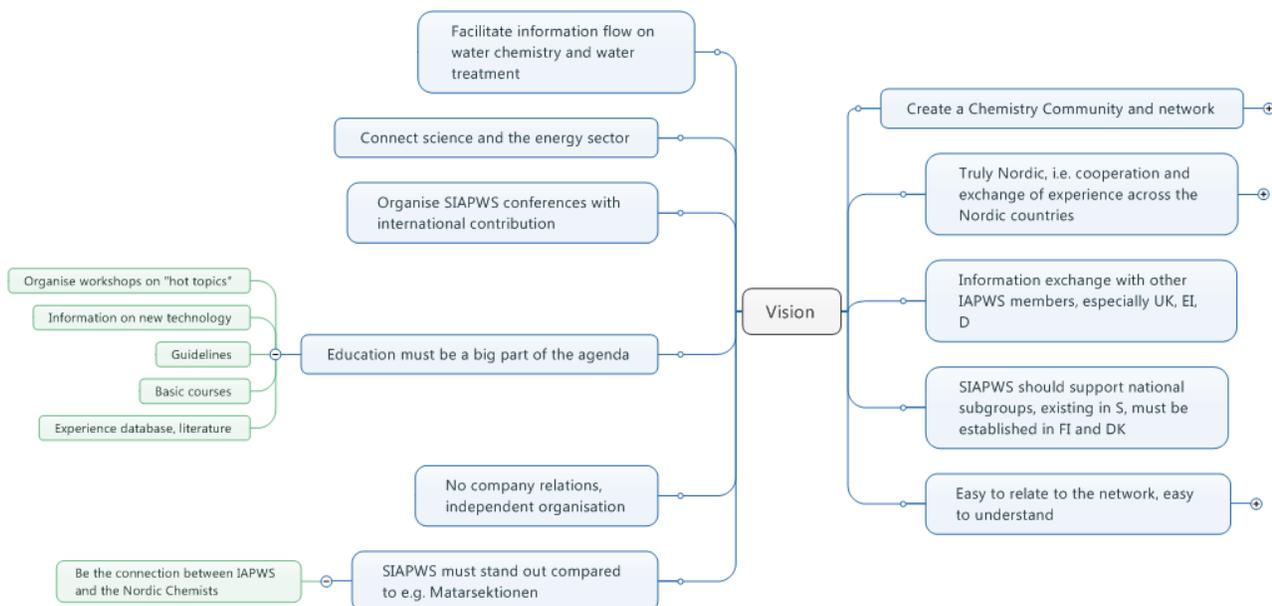 Facilitate information flow on
water chemistry and water
treatment
Connect science and the energy sector
Organise SIAPWS conferences with
international contribution
Organise workshops on "hot topics"
Information on new technology
Guidelines
Basic courses
Experience database, literature
Education must be a big part of the agenda
No company relations,
independent organisation
Be the connection between IAPWS
and the Nordic Chemists
SIAPWS must stand out compared
to e.g. Matarsektionen
Vision
Create a Chemistry Community and network
Truly Nordic, i.e. cooperation and
exchange of experience across the
Nordic countries
Information exchange with other
IAPWS members, especially UK, EI,
D
SIAPWS should support national
subgroups, existing in S, must be
established in FI and DK
Easy to relate to the network, easy
to understand